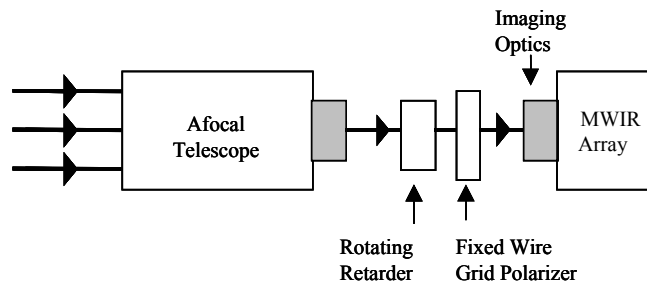 Imaging
Optics
Afocal
Telescope
MWIR
Array
Rotating
Retarder
Fixed Wire
Grid Polarizer